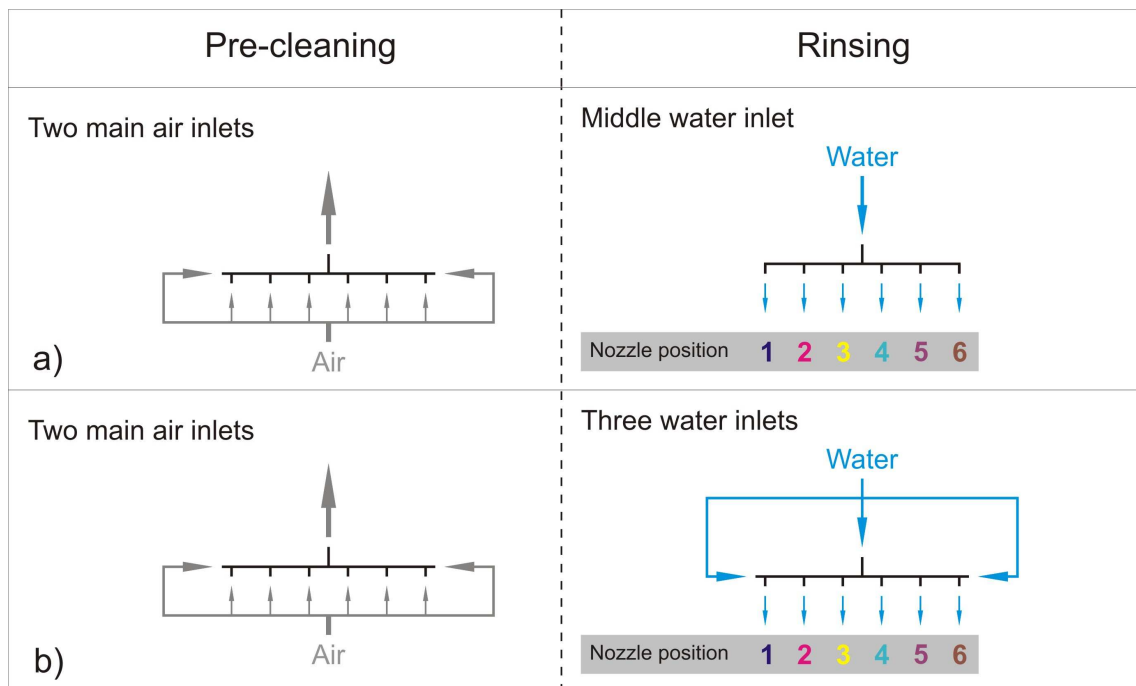 Pre-cleaning
Rinsing
Two main air inlets
Air
a)
Middle water inlet
Water
Nozzle position 1 2 3 4 5 6
Two main air inlets
Air
b)
Three water inlets
Water
Nozzle position 1 2 3 4 5 6